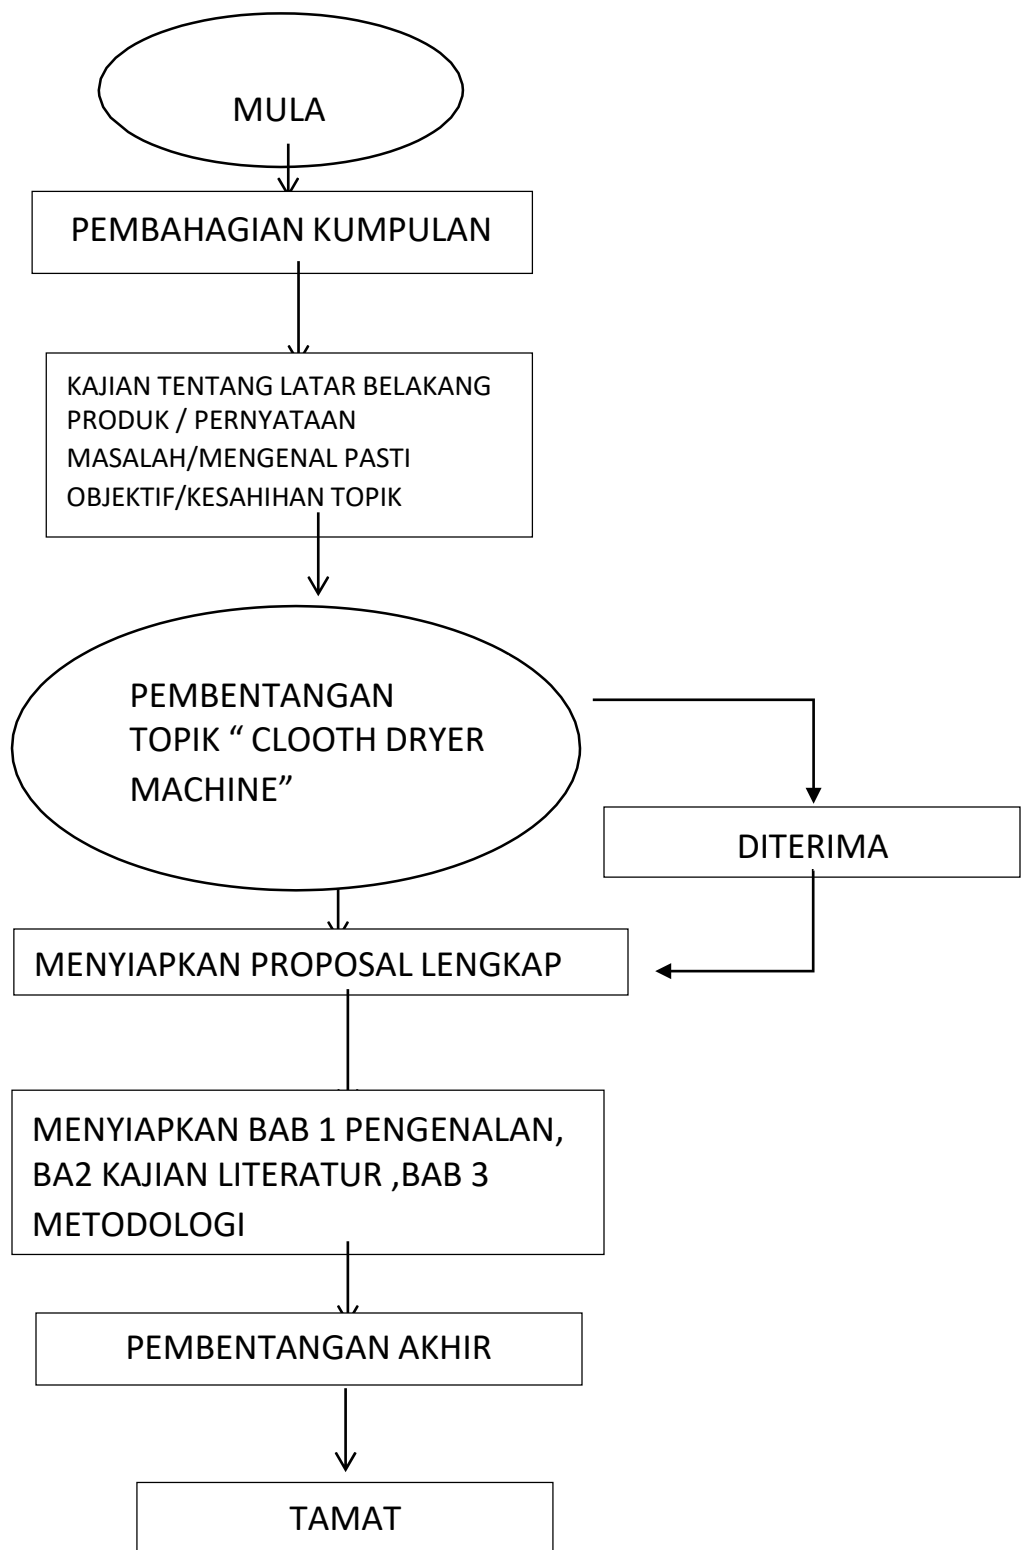 MULA
PEMBAHAGIAN KUMPULAN
KAJIAN TENTANG LATAR BELAKANG
PRODUK / PERNYATAAN
MASALAH/MENGENAL PASTI
OBJEKTIF/KESAHIHAN TOPIK
PEMBENTANGAN
TOPIK “ CLOOTH DRYER
MACHINE”
DITERIMA
MENYIAPKAN PROPOSAL LENGKAP
MENYIAPKAN BAB 1 PENGENALAN,
BA2 KAJIAN LITERATUR ,BAB 3
METODOLOGI
PEMBENTANGAN AKHIR
TAMAT